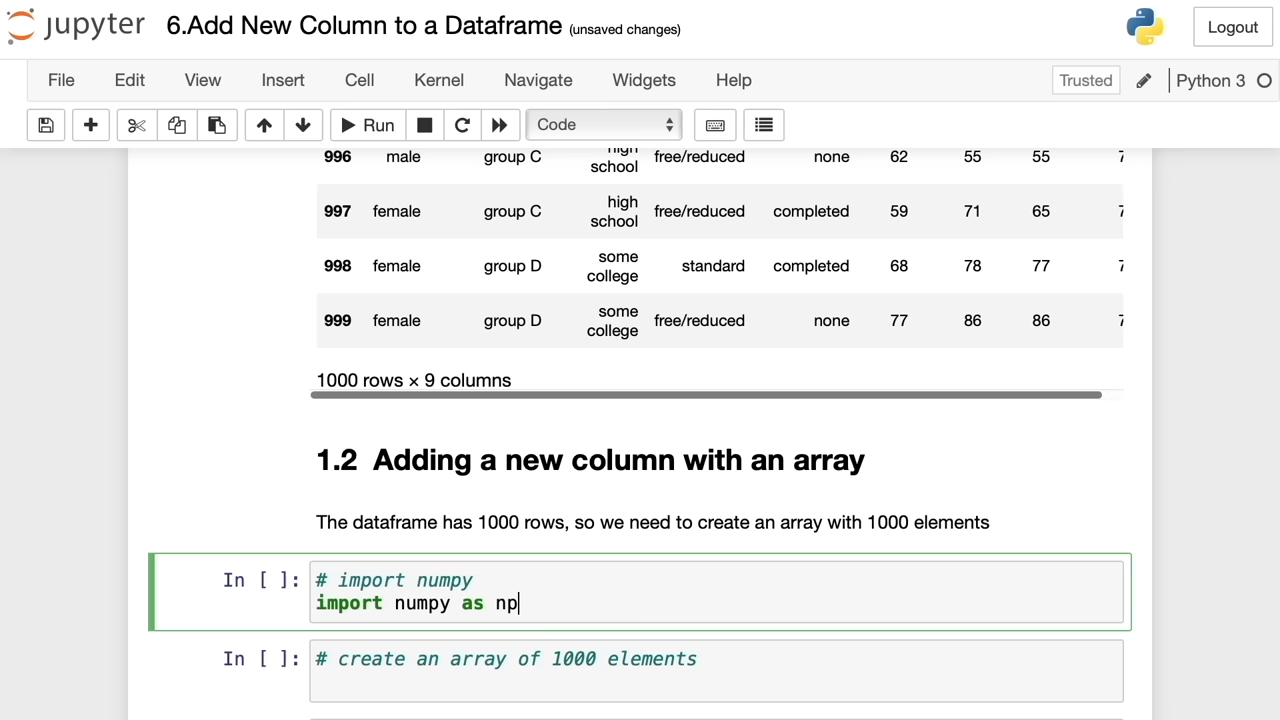 jupyter 6.Add New Column to a Dataframe (unsaved changes) Logout
File Edit View Insert Cell Kernel Navigate Widgets Help Trusted Python 3
Run Code
996 male group C high school free/reduced none 62 55 55 7
997 female group C high school free/reduced completed 59 71 65 7
998 female group D some college standard completed 68 78 77 7
999 female group D some college free/reduced none 77 86 86 7
1000 rows × 9 columns
1.2 Adding a new column with an array
The dataframe has 1000 rows, so we need to create an array with 1000 elements
In [ ]: # import numpy
import numpy as np
In [ ]: # create an array of 1000 elements